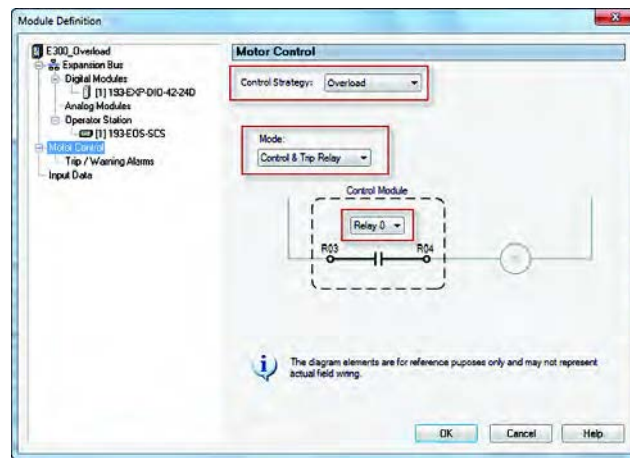 Module Definition
E300_Overload
Expansion Bus
Digital Modules
[1] 193-EXP-DIO-42-24D
Analog Modules
Operator Station
[1] 193-EOS-SCS
Motor Control
Trip / Warning Alarms
Input Data
Motor Control
Control Strategy: Overload
Mode:
Control & Trip Relay
Control Module
Relay 0
R03 R04
The diagram elements are for reference puposes only and may not represent
actual field wiring.
OK Cancel Help